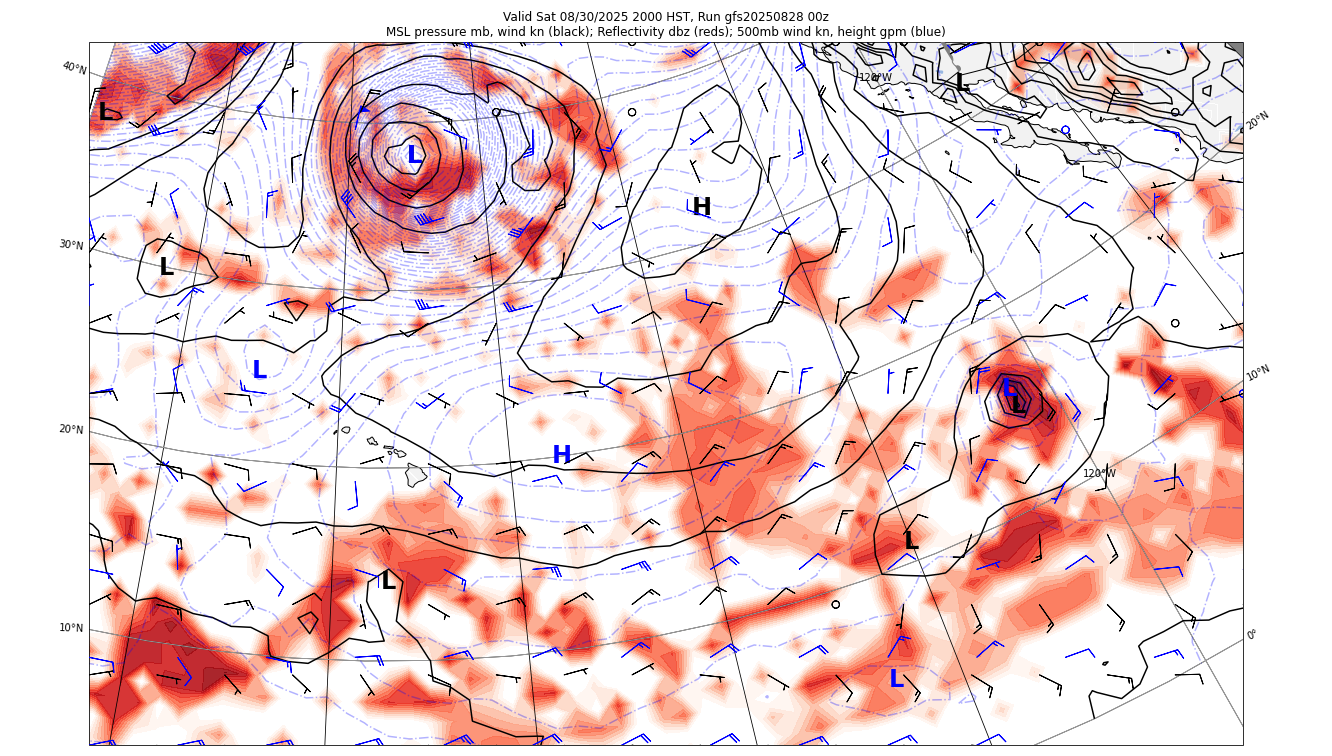 Valid Sat 08/30/2025 2000 HST, Run gfs20250828 00z
MSL pressure mb, wind kn (black); Reflectivity dbz (reds); 500mb wind kn, height gpm (blue)
40°N
120°W
L
L
20°N
L
H
30°N
L
L
10°N
L
L
20°N
H
120°W
L
L
10°N
0°
L